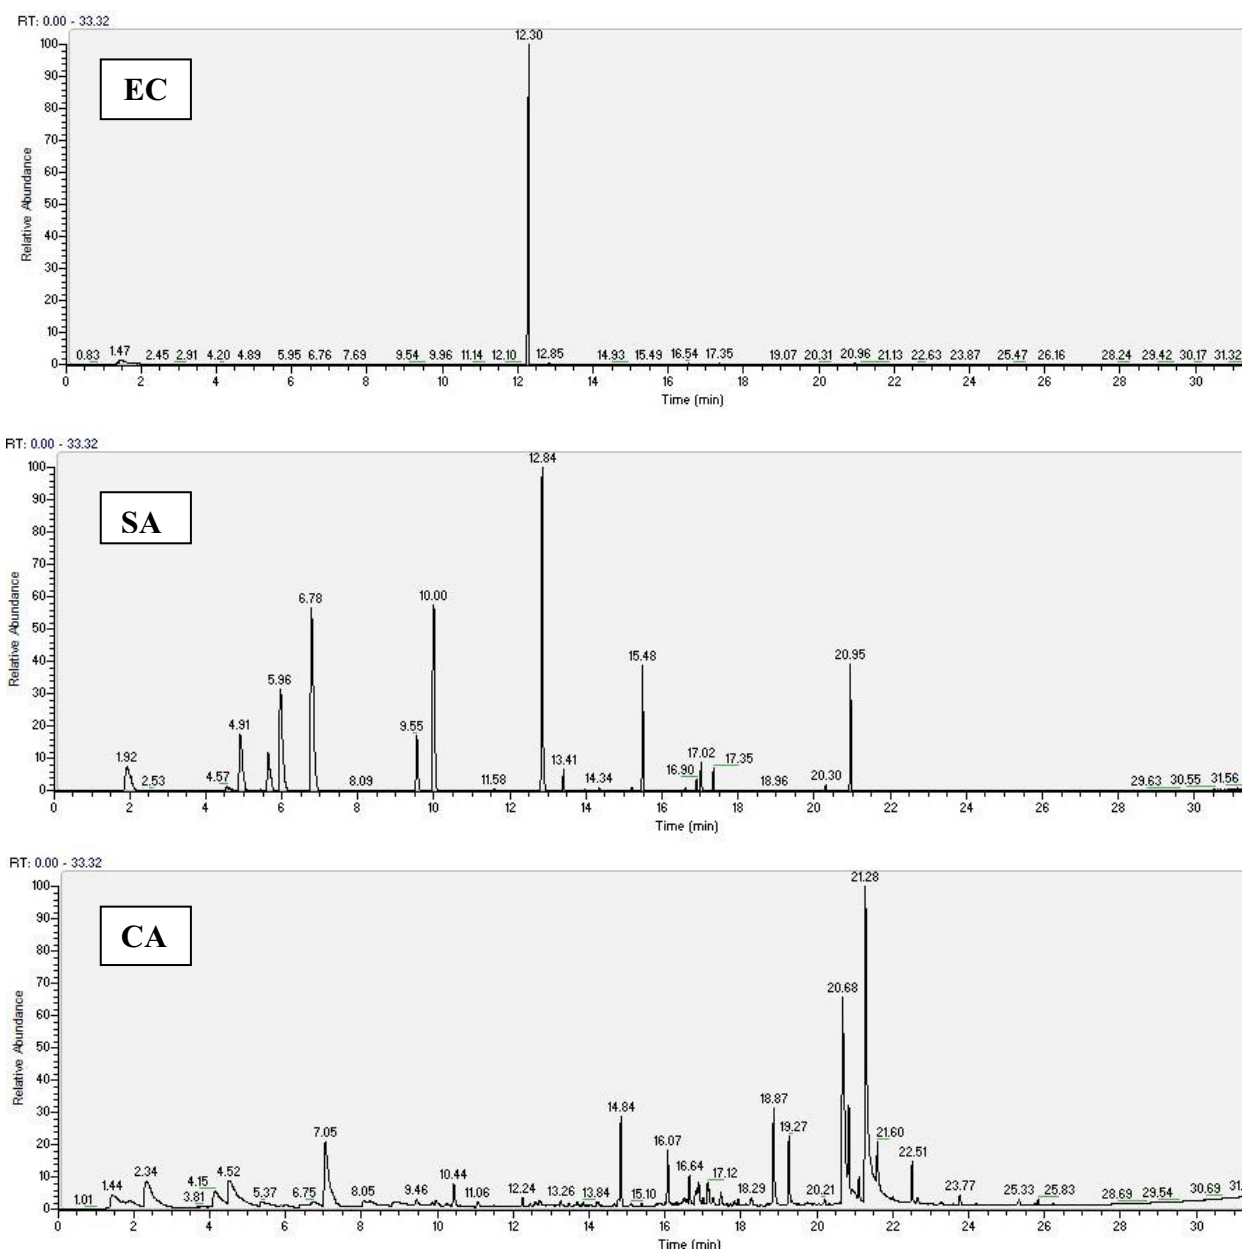 RT: 0.00 - 33.32
EC
Relative Abundance
100
90
80
70
60
50
40
30
20
10
0
12.30
0.83 1.47 2.45 2.91 4.20 4.89 5.95 6.76 7.69 9.54 9.96 11.14 12.10 12.85 14.93 15.49 16.54 17.35 19.07 20.31 20.96 21.13 22.63 23.87 25.47 26.16 28.24 29.42 30.17 31.32
0 2 4 6 8 10 12 14 16 18 20 22 24 26 28 30
Time (min)
RT: 0.00 - 33.32
SA
Relative Abundance
100
90
80
70
60
50
40
30
20
10
0
12.84
6.78 10.00
15.48 20.95
5.96
4.91 9.55
1.92 13.41 17.02 17.35
2.53 4.57 8.09 11.58 14.34 16.90 18.96 20.30 29.63 30.55 31.56
0 2 4 6 8 10 12 14 16 18 20 22 24 26 28 30
Time (min)
RT: 0.00 - 33.32
CA
Relative Abundance
100
90
80
70
60
50
40
30
20
10
0
21.28
20.68
14.84 18.87
7.05 19.27 21.60
16.07 22.51
2.34 4.52 10.44 16.64 17.12
1.01 1.44 3.81 4.15 5.37 6.75 8.05 9.46 11.06 12.24 13.26 13.84 15.10 18.29 20.21 23.77 25.33 25.83 28.69 29.54 30.69 31.
0 2 4 6 8 10 12 14 16 18 20 22 24 26 28 30
Time (min)